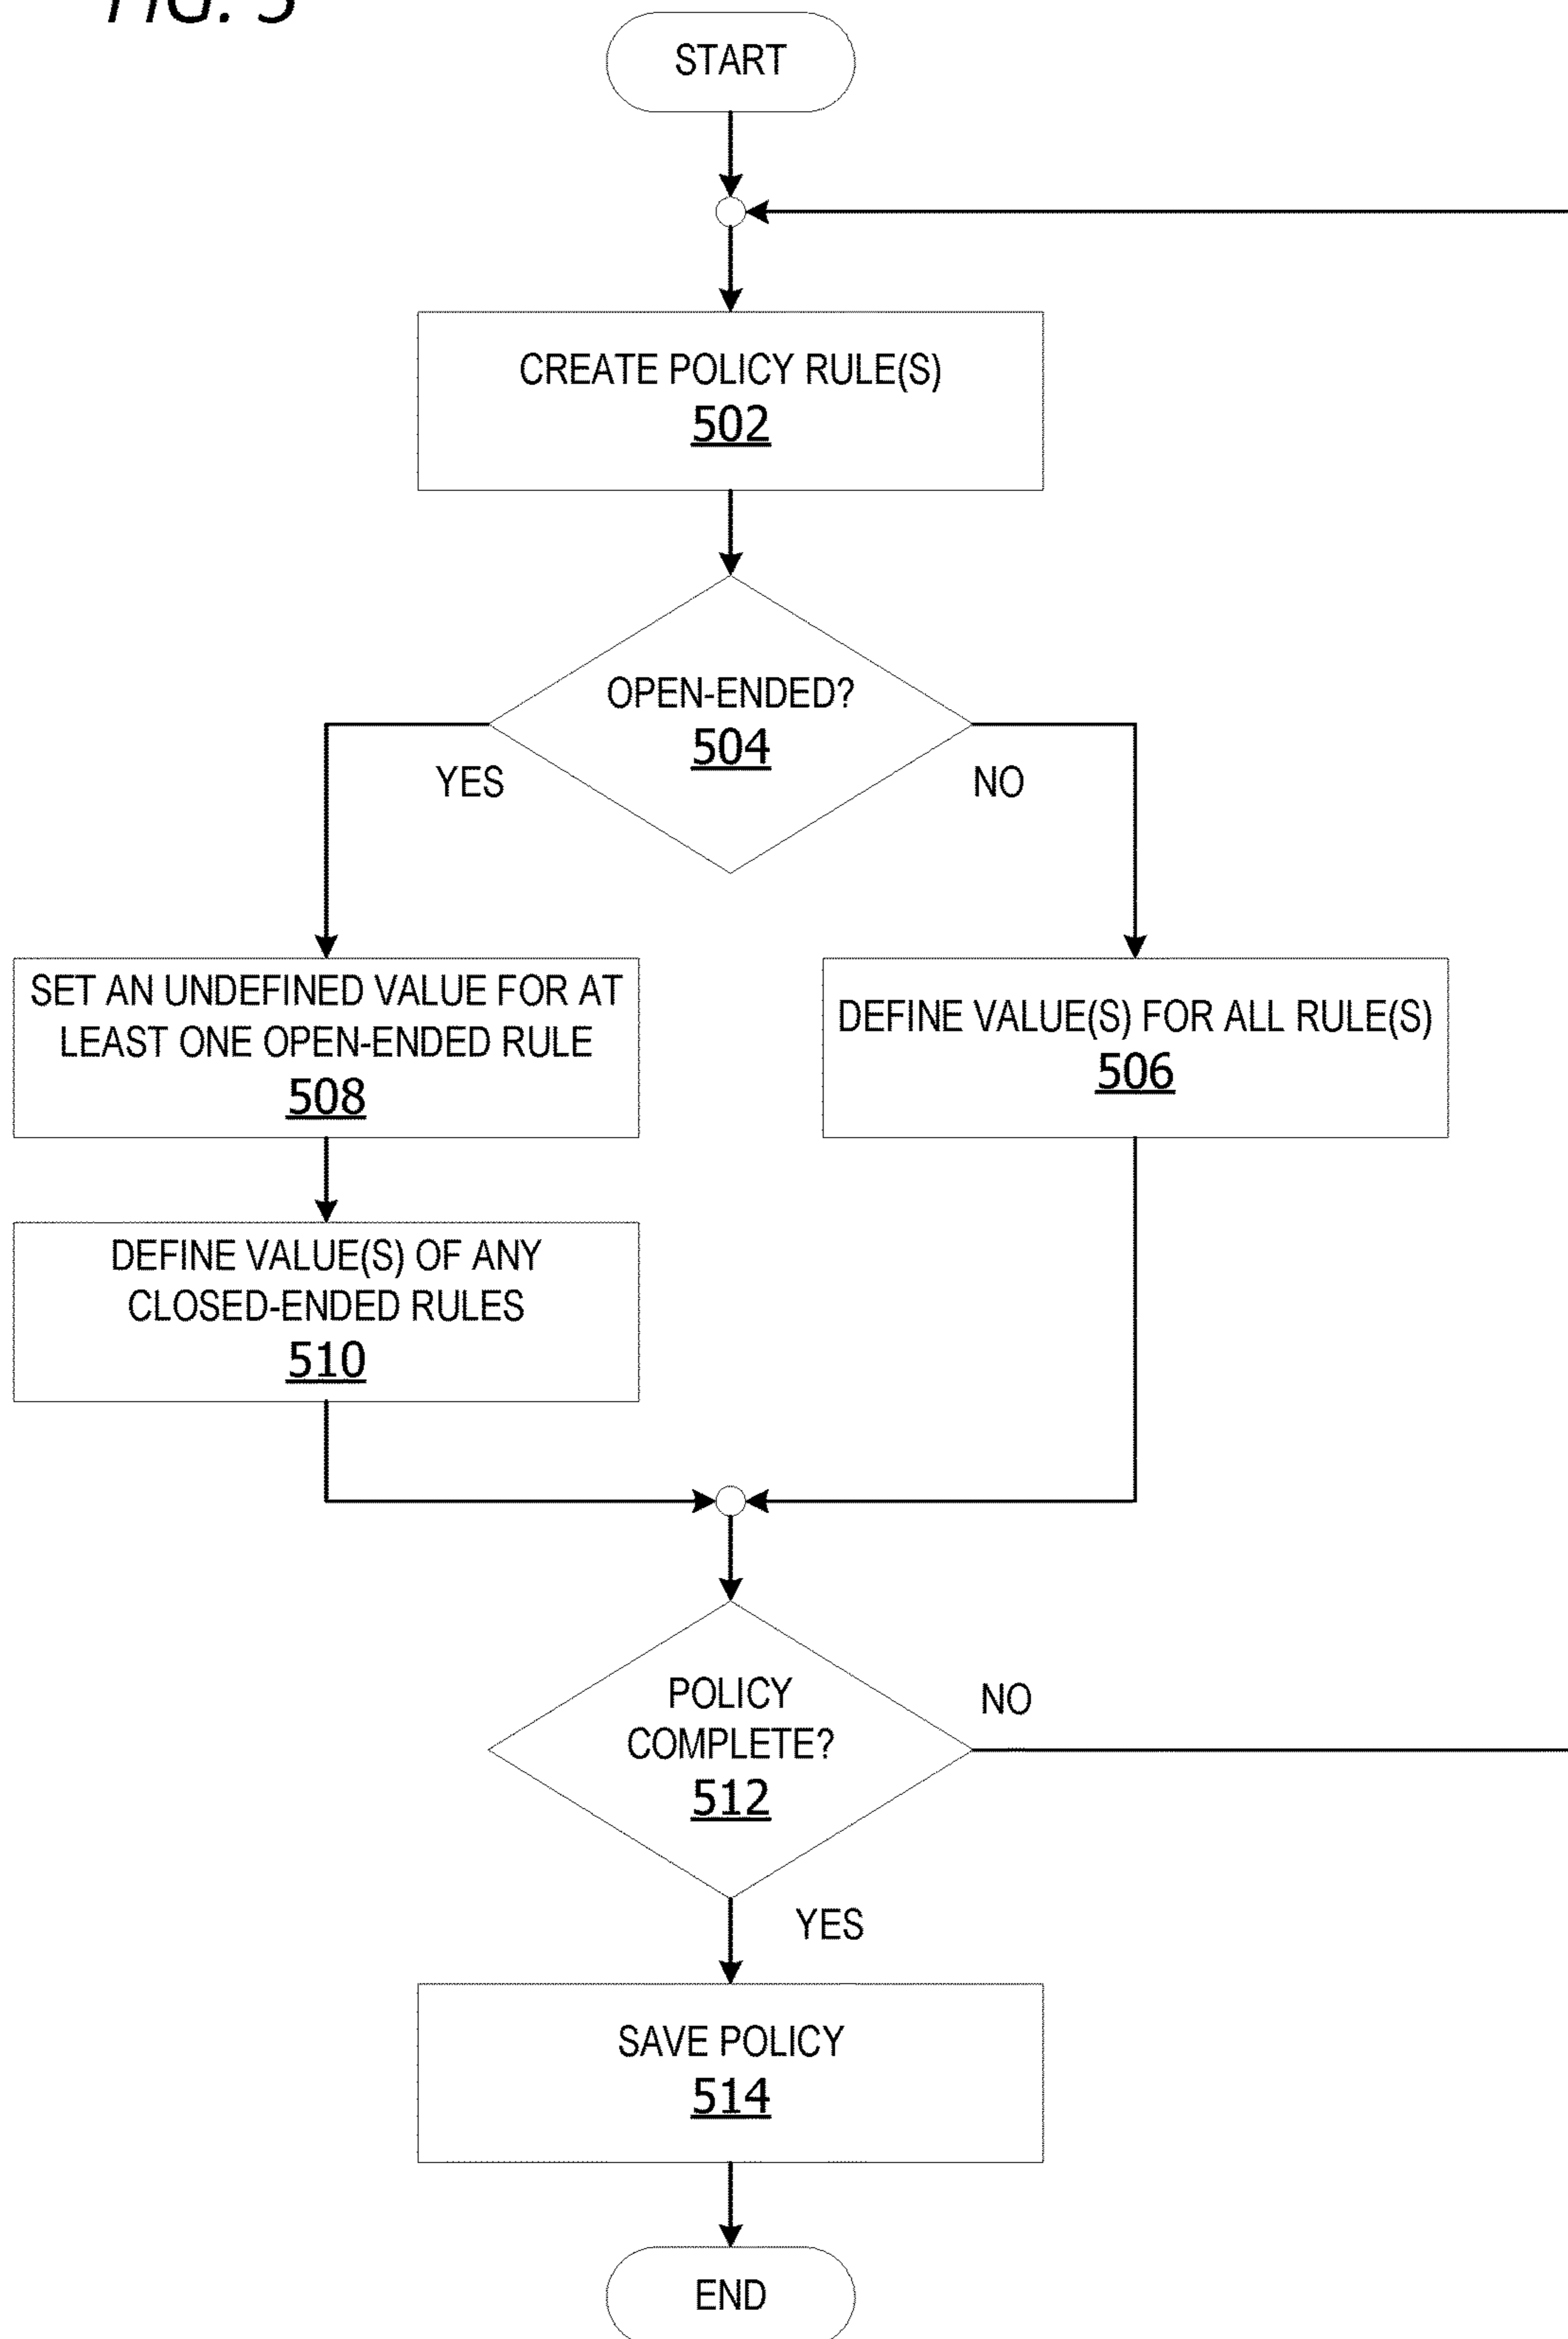 FIG. 5
START
CREATE POLICY RULE(S)
502
OPEN-ENDED?
504
YES
NO
SET AN UNDEFINED VALUE FOR AT
LEAST ONE OPEN-ENDED RULE
508
DEFINE VALUE(S) FOR ALL RULE(S)
506
DEFINE VALUE(S) OF ANY
CLOSED-ENDED RULES
510
POLICY
COMPLETE?
512
NO
YES
SAVE POLICY
514
END